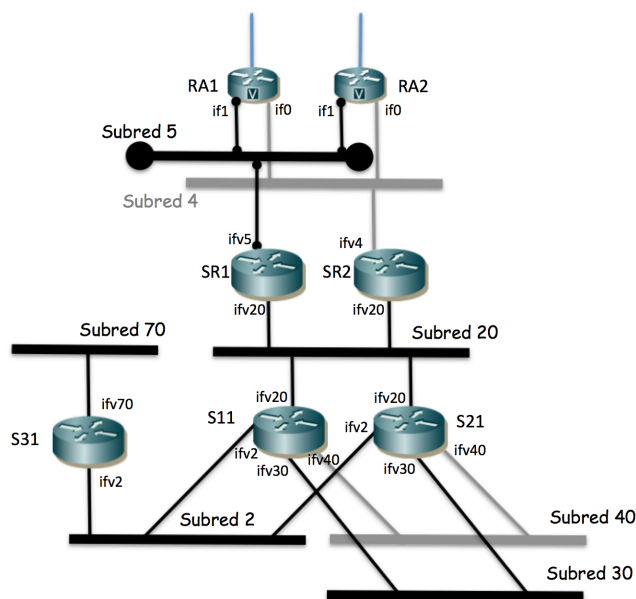 RA1
RA2
V
V
if1
if0
if1
if0
Subred 5
Subred 4
ifv5
ifv4
SR1
SR2
ifv20
ifv20
Subred 70
Subred 20
ifv70
ifv20
ifv20
S31
S11
S21
ifv2
ifv2
ifv40
ifv40
ifv30
ifv30
ifv2
Subred 2
Subred 40
Subred 30